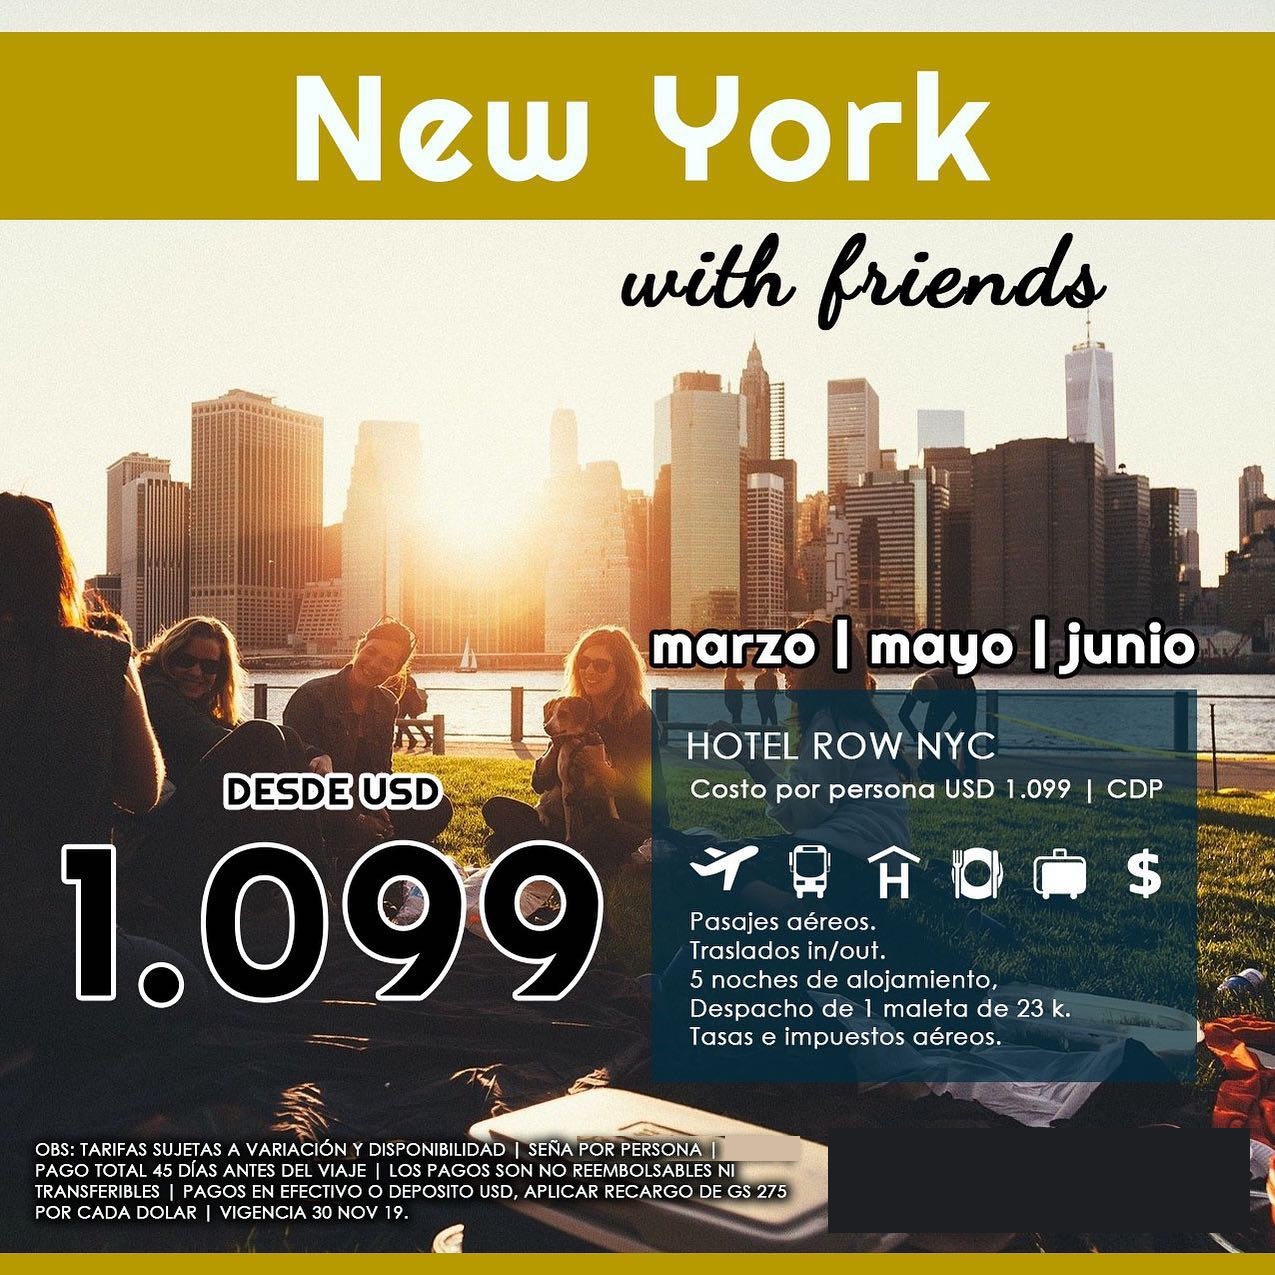 New York
with friends
marzo | mayo | junio
HOTEL ROW NYC
Costo por persona USD 1.099 | CDP
DESDE USD
1.099
H
$
Pasajes aéreos.
Traslados in/out.
5 noches de alojamiento,
Despacho de 1 maleta de 23 k.
Tasas e impuestos aéreos.
OBS: TARIFAS SUJETAS A VARIACIÓN Y DISPONIBILIDAD | SEÑA POR PERSONA |
PAGO TOTAL 45 DÍAS ANTES DEL VIAJE | LOS PAGOS SON NO REEMBOLSABLES NI
TRANSFERIBLES | PAGOS EN EFECTIVO O DEPOSITO USD, APLICAR RECARGO DE GS 275
POR CADA DOLAR | VIGENCIA 30 NOV 19.